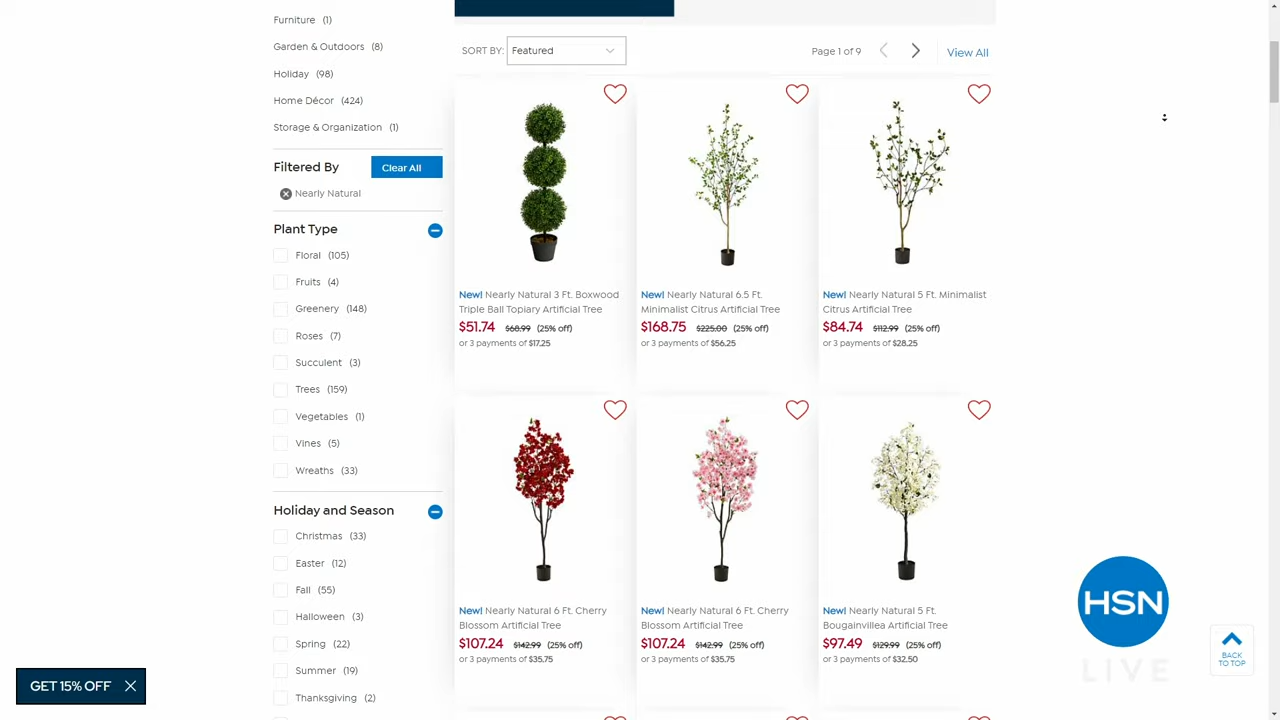 Furniture (1)
Garden & Outdoors (8)
Holiday (98)
Home Décor (424)
Storage & Organization (1)
Filtered By
Clear All
Nearly Natural
Plant Type
Floral (105)
Fruits (4)
Greenery (148)
Roses (7)
Succulent (3)
Trees (159)
Vegetables (1)
Vines (5)
Wreaths (33)
Holiday and Season
Christmas (33)
Easter (12)
Fall (55)
Halloween (3)
Spring (22)
Summer (19)
Thanksgiving (2)
SORT BY: Featured
Page 1 of 9
View All
New! Nearly Natural 3 Ft. Boxwood
Triple Ball Topiary Artificial Tree
$51.74 $68.99 (25% off)
or 3 payments of $17.25
New! Nearly Natural 6.5 Ft.
Minimalist Citrus Artificial Tree
$168.75 $225.00 (25% off)
or 3 payments of $56.25
New! Nearly Natural 5 Ft. Minimalist
Citrus Artificial Tree
$84.74 $112.99 (25% off)
or 3 payments of $28.25
New! Nearly Natural 6 Ft. Cherry
Blossom Artificial Tree
$107.24 $142.99 (25% off)
or 3 payments of $35.75
New! Nearly Natural 6 Ft. Cherry
Blossom Artificial Tree
$107.24 $142.99 (25% off)
or 3 payments of $35.75
New! Nearly Natural 5 Ft.
Bougainvillea Artificial Tree
$97.49 $129.99 (25% off)
or 3 payments of $32.50
GET 15% OFF
HSN
LIVE
BACK
TO TOP